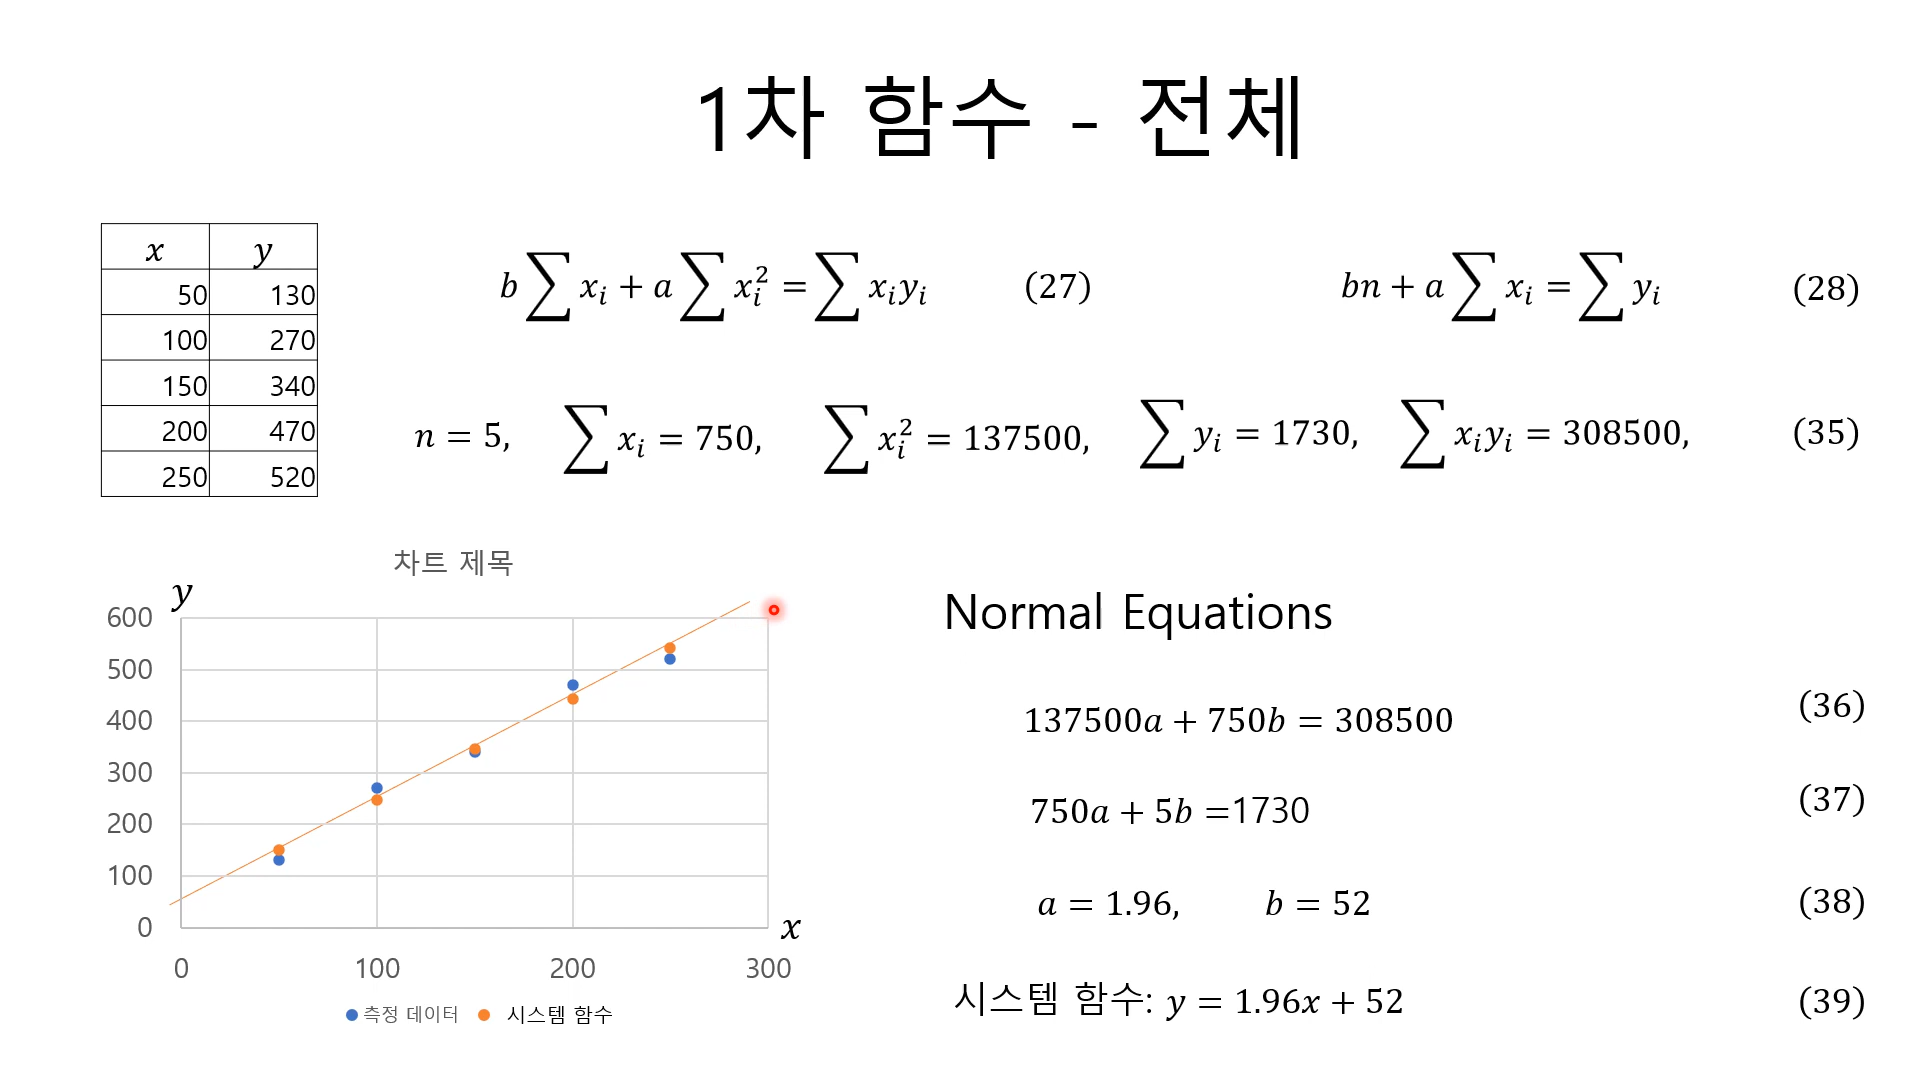 1차 함수 - 전체
x y
50 130
100 270
150 340
200 470
250 520
b∑xᵢ + a∑xᵢ² = ∑xᵢyᵢ (27)
bn + a∑xᵢ = ∑yᵢ (28)
n = 5, ∑xᵢ = 750, ∑xᵢ² = 137500, ∑yᵢ = 1730, ∑xᵢyᵢ = 308500, (35)
차트 제목
y
600
500
400
300
200
100
0
0 100 200 300
x
측정 데이터 시스템 함수
Normal Equations
137500a + 750b = 308500 (36)
750a + 5b =1730 (37)
a = 1.96, b = 52 (38)
시스템 함수: y = 1.96x + 52 (39)